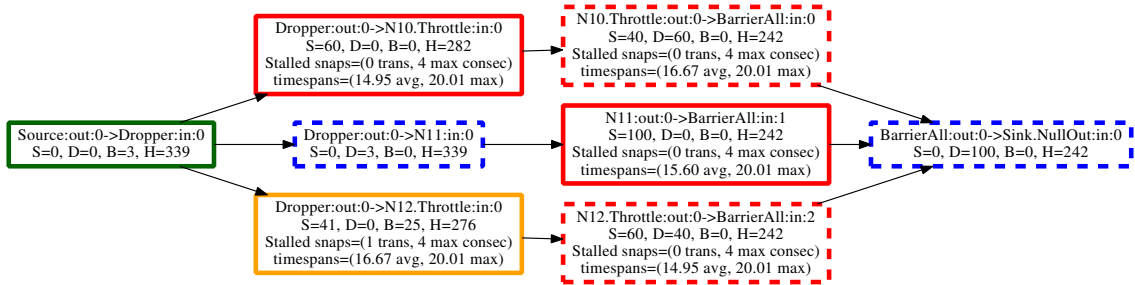 Source:out:0->Dropper:in:0
S=0, D=0, B=3, H=339
Dropper:out:0->N10.Throttle:in:0
S=60, D=0, B=0, H=282
Stalled snaps=(0 trans, 4 max consec)
timespans=(14.95 avg, 20.01 max)
Dropper:out:0->N11:in:0
S=0, D=3, B=0, H=339
Dropper:out:0->N12.Throttle:in:0
S=41, D=0, B=25, H=276
Stalled snaps=(1 trans, 4 max consec)
timespans=(16.67 avg, 20.01 max)
N10.Throttle:out:0->BarrierAll:in:0
S=40, D=60, B=0, H=242
Stalled snaps=(0 trans, 4 max consec)
timespans=(16.67 avg, 20.01 max)
N11:out:0->BarrierAll:in:1
S=100, D=0, B=0, H=242
Stalled snaps=(0 trans, 4 max consec)
timespans=(15.60 avg, 20.01 max)
N12.Throttle:out:0->BarrierAll:in:2
S=60, D=40, B=0, H=242
Stalled snaps=(0 trans, 4 max consec)
timespans=(14.95 avg, 20.01 max)
BarrierAll:out:0->Sink.NullOut:in:0
S=0, D=100, B=0, H=242